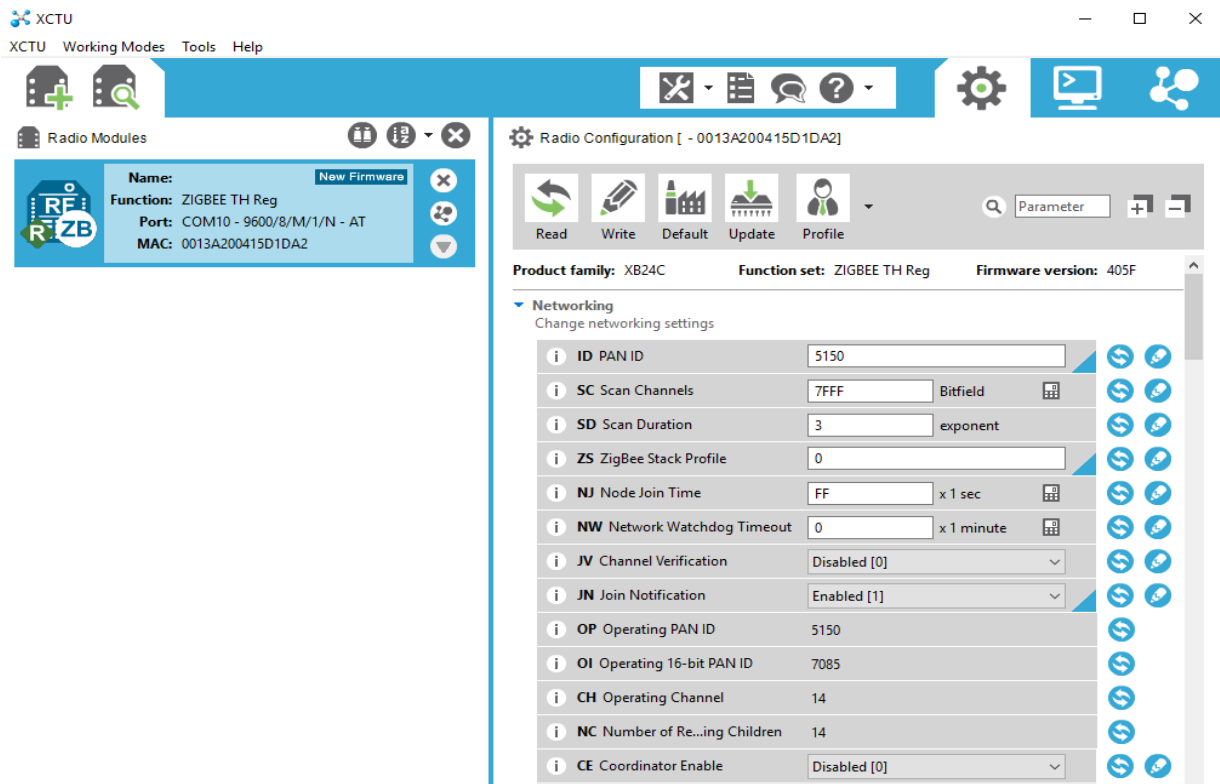 XCTU
XCTU Working Modes Tools Help
Radio Modules
Name:
New Firmware
Function: ZIGBEE TH Reg
Port: COM10 - 9600/8/M/1/N - AT
MAC: 0013A200415D1DA2
RF
R
ZB
Radio Configuration [ - 0013A200415D1DA2]
Read Write Default Update Profile
Parameter
Product family: XB24C Function set: ZIGBEE TH Reg Firmware version: 405F
Networking
Change networking settings
i ID PAN ID 5150
i SC Scan Channels 7FFF Bitfield
i SD Scan Duration 3 exponent
i ZS ZigBee Stack Profile 0
i NJ Node Join Time FF x 1 sec
i NW Network Watchdog Timeout 0 x 1 minute
i JV Channel Verification Disabled [0]
i JN Join Notification Enabled [1]
i OP Operating PAN ID 5150
i OI Operating 16-bit PAN ID 7085
i CH Operating Channel 14
i NC Number of Re...ing Children 14
i CE Coordinator Enable Disabled [0]